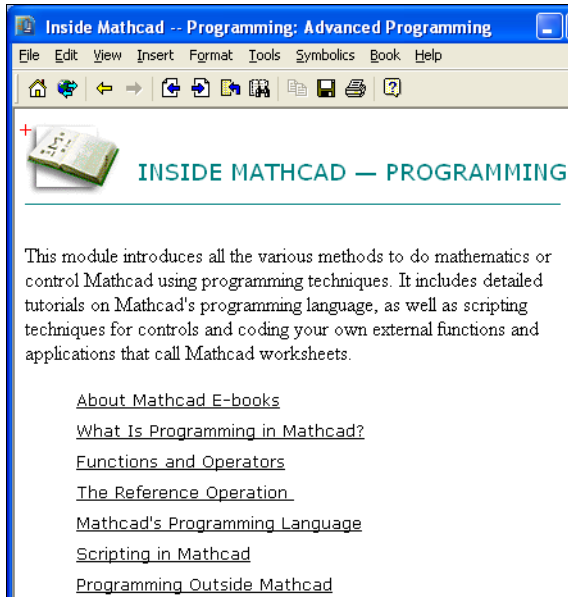 Inside Mathcad -- Programming: Advanced Programming
File Edit View Insert Format Tools Symbolics Book Help
INSIDE MATHCAD — PROGRAMMING
This module introduces all the various methods to do mathematics or
control Mathcad using programming techniques. It includes detailed
tutorials on Mathcad's programming language, as well as scripting
techniques for controls and coding your own external functions and
applications that call Mathcad worksheets.
About Mathcad E-books
What Is Programming in Mathcad?
Functions and Operators
The Reference Operation
Mathcad's Programming Language
Scripting in Mathcad
Programming Outside Mathcad